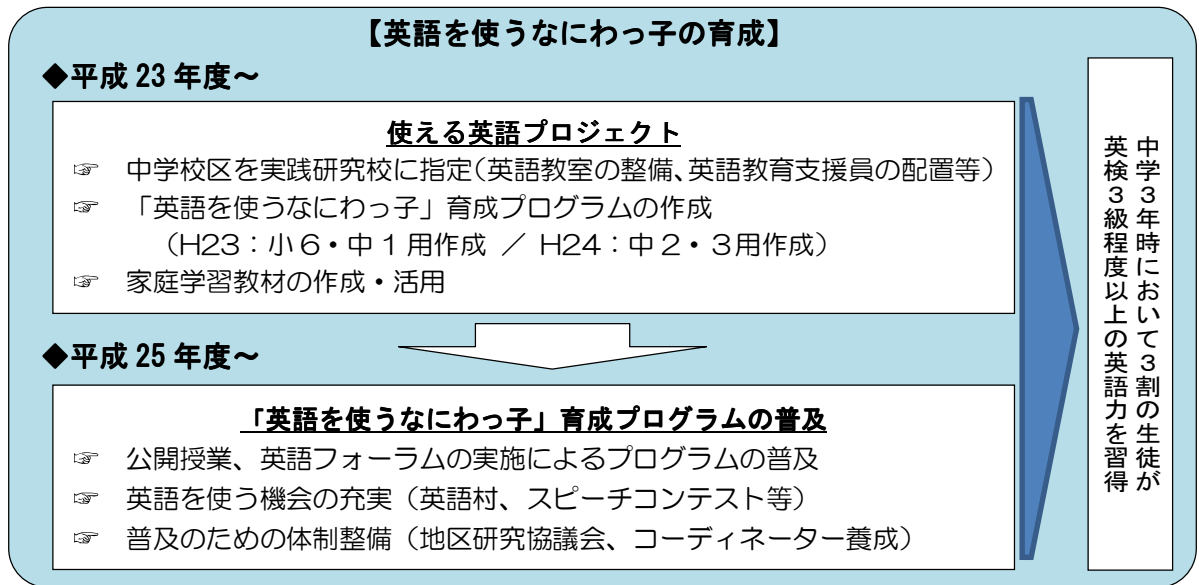 【英語を使うなにわっ子の育成】
◆平成 23 年度～
使える英語プロジェクト
☞ 中学校区を実践研究校に指定（英語教室の整備、英語教育支援員の配置等）
☞ 「英語を使うなにわっ子」育成プログラムの作成
（H23：小６・中１用作成 ／ H24：中２・３用作成）
☞ 家庭学習教材の作成・活用
◆平成 25 年度～
「英語を使うなにわっ子」育成プログラムの普及
☞ 公開授業、英語フォーラムの実施によるプログラムの普及
☞ 英語を使う機会の充実（英語村、スピーチコンテスト等）
☞ 普及のための体制整備（地区研究協議会、コーディネーター養成）
中学３年時において３割の生徒が
英検３級程度以上の英語力を習得